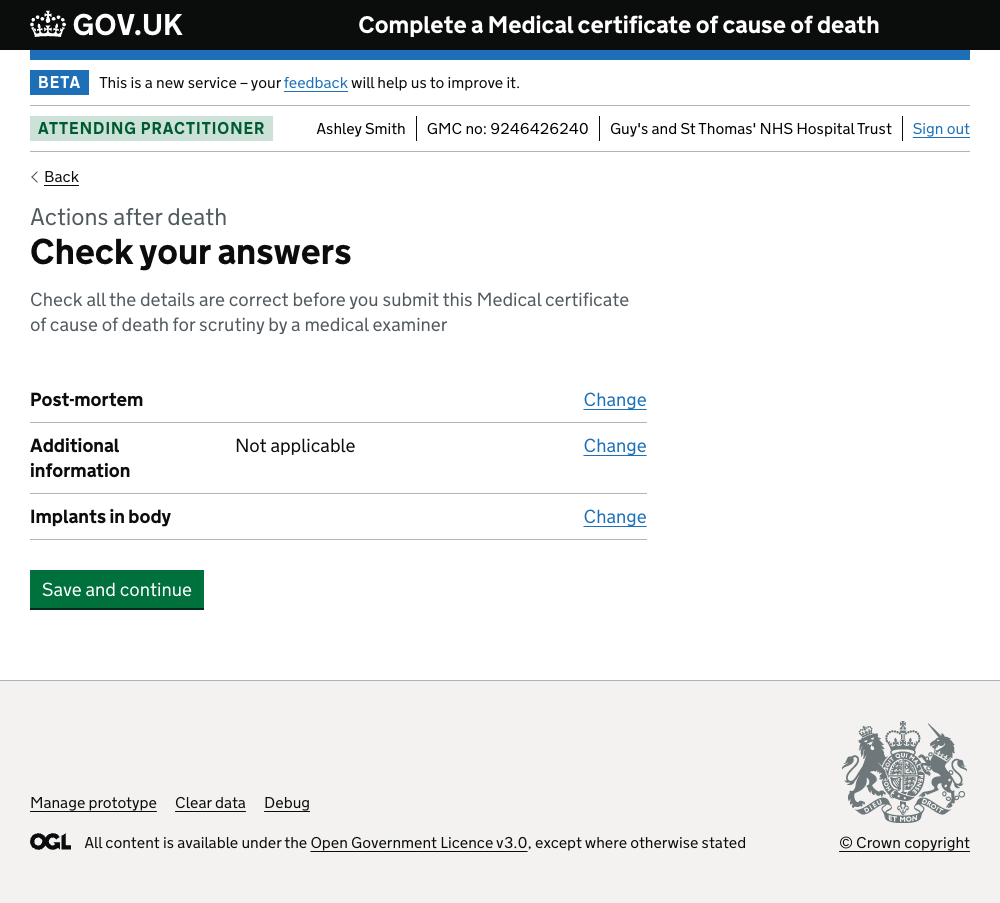 GOV.UK
Complete a Medical certificate of cause of death
BETA This is a new service – your feedback will help us to improve it.
ATTENDING PRACTITIONER Ashley Smith GMC no: 9246426240 Guy's and St Thomas' NHS Hospital Trust Sign out
Back
Actions after death
Check your answers
Check all the details are correct before you submit this Medical certificate
of cause of death for scrutiny by a medical examiner
Post-mortem Change
Additional Not applicable Change
information
Implants in body Change
Save and continue
Manage prototype Clear data Debug
DIEU ET MON DROIT
OGL All content is available under the Open Government Licence v3.0, except where otherwise stated
© Crown copyright